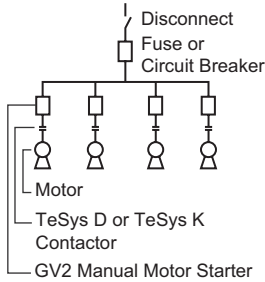 Disconnect
Fuse or
Circuit Breaker
Motor
TeSys D or TeSys K
Contactor
GV2 Manual Motor Starter